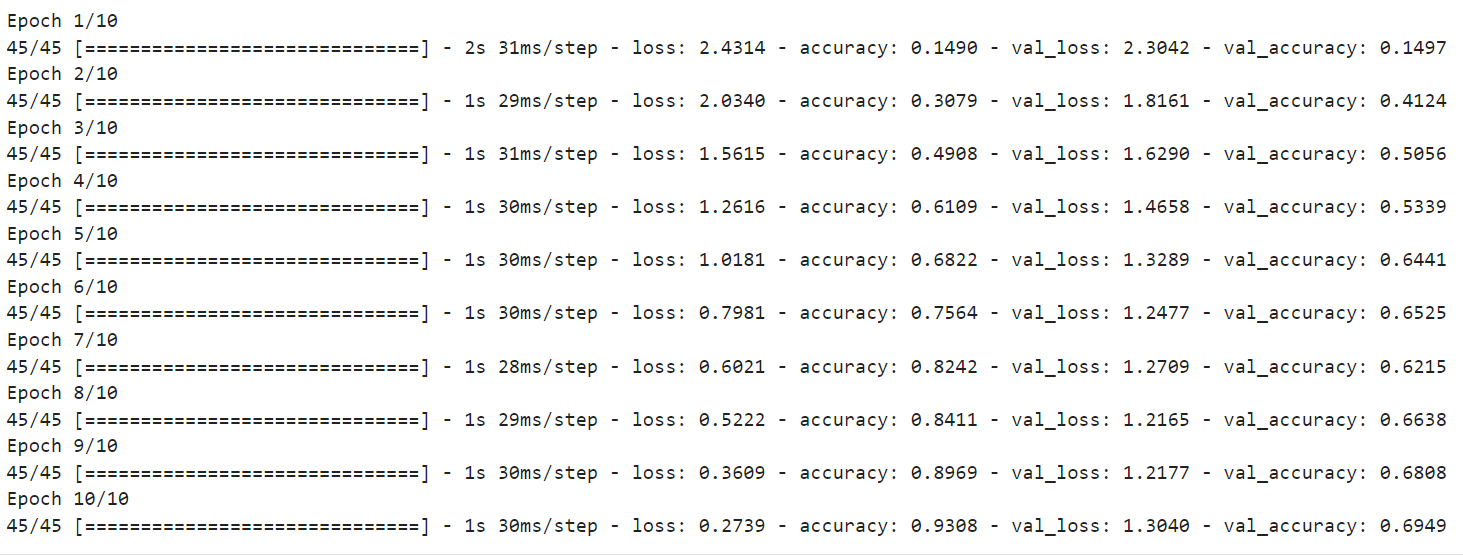 Epoch 1/10
45/45 [==============================] - 2s 31ms/step - loss: 2.4314 - accuracy: 0.1490 - val_loss: 2.3042 - val_accuracy: 0.1497
Epoch 2/10
45/45 [==============================] - 1s 29ms/step - loss: 2.0340 - accuracy: 0.3079 - val_loss: 1.8161 - val_accuracy: 0.4124
Epoch 3/10
45/45 [==============================] - 1s 31ms/step - loss: 1.5615 - accuracy: 0.4908 - val_loss: 1.6290 - val_accuracy: 0.5056
Epoch 4/10
45/45 [==============================] - 1s 30ms/step - loss: 1.2616 - accuracy: 0.6109 - val_loss: 1.4658 - val_accuracy: 0.5339
Epoch 5/10
45/45 [==============================] - 1s 30ms/step - loss: 1.0181 - accuracy: 0.6822 - val_loss: 1.3289 - val_accuracy: 0.6441
Epoch 6/10
45/45 [==============================] - 1s 30ms/step - loss: 0.7981 - accuracy: 0.7564 - val_loss: 1.2477 - val_accuracy: 0.6525
Epoch 7/10
45/45 [==============================] - 1s 28ms/step - loss: 0.6021 - accuracy: 0.8242 - val_loss: 1.2709 - val_accuracy: 0.6215
Epoch 8/10
45/45 [==============================] - 1s 29ms/step - loss: 0.5222 - accuracy: 0.8411 - val_loss: 1.2165 - val_accuracy: 0.6638
Epoch 9/10
45/45 [==============================] - 1s 30ms/step - loss: 0.3609 - accuracy: 0.8969 - val_loss: 1.2177 - val_accuracy: 0.6808
Epoch 10/10
45/45 [==============================] - 1s 30ms/step - loss: 0.2739 - accuracy: 0.9308 - val_loss: 1.3040 - val_accuracy: 0.6949